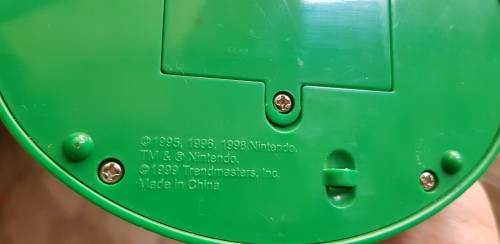 ©1995, 1996, 1998 Nintendo.
TM & ® Nintendo.
©1999 Trendmasters, Inc.
Made in China